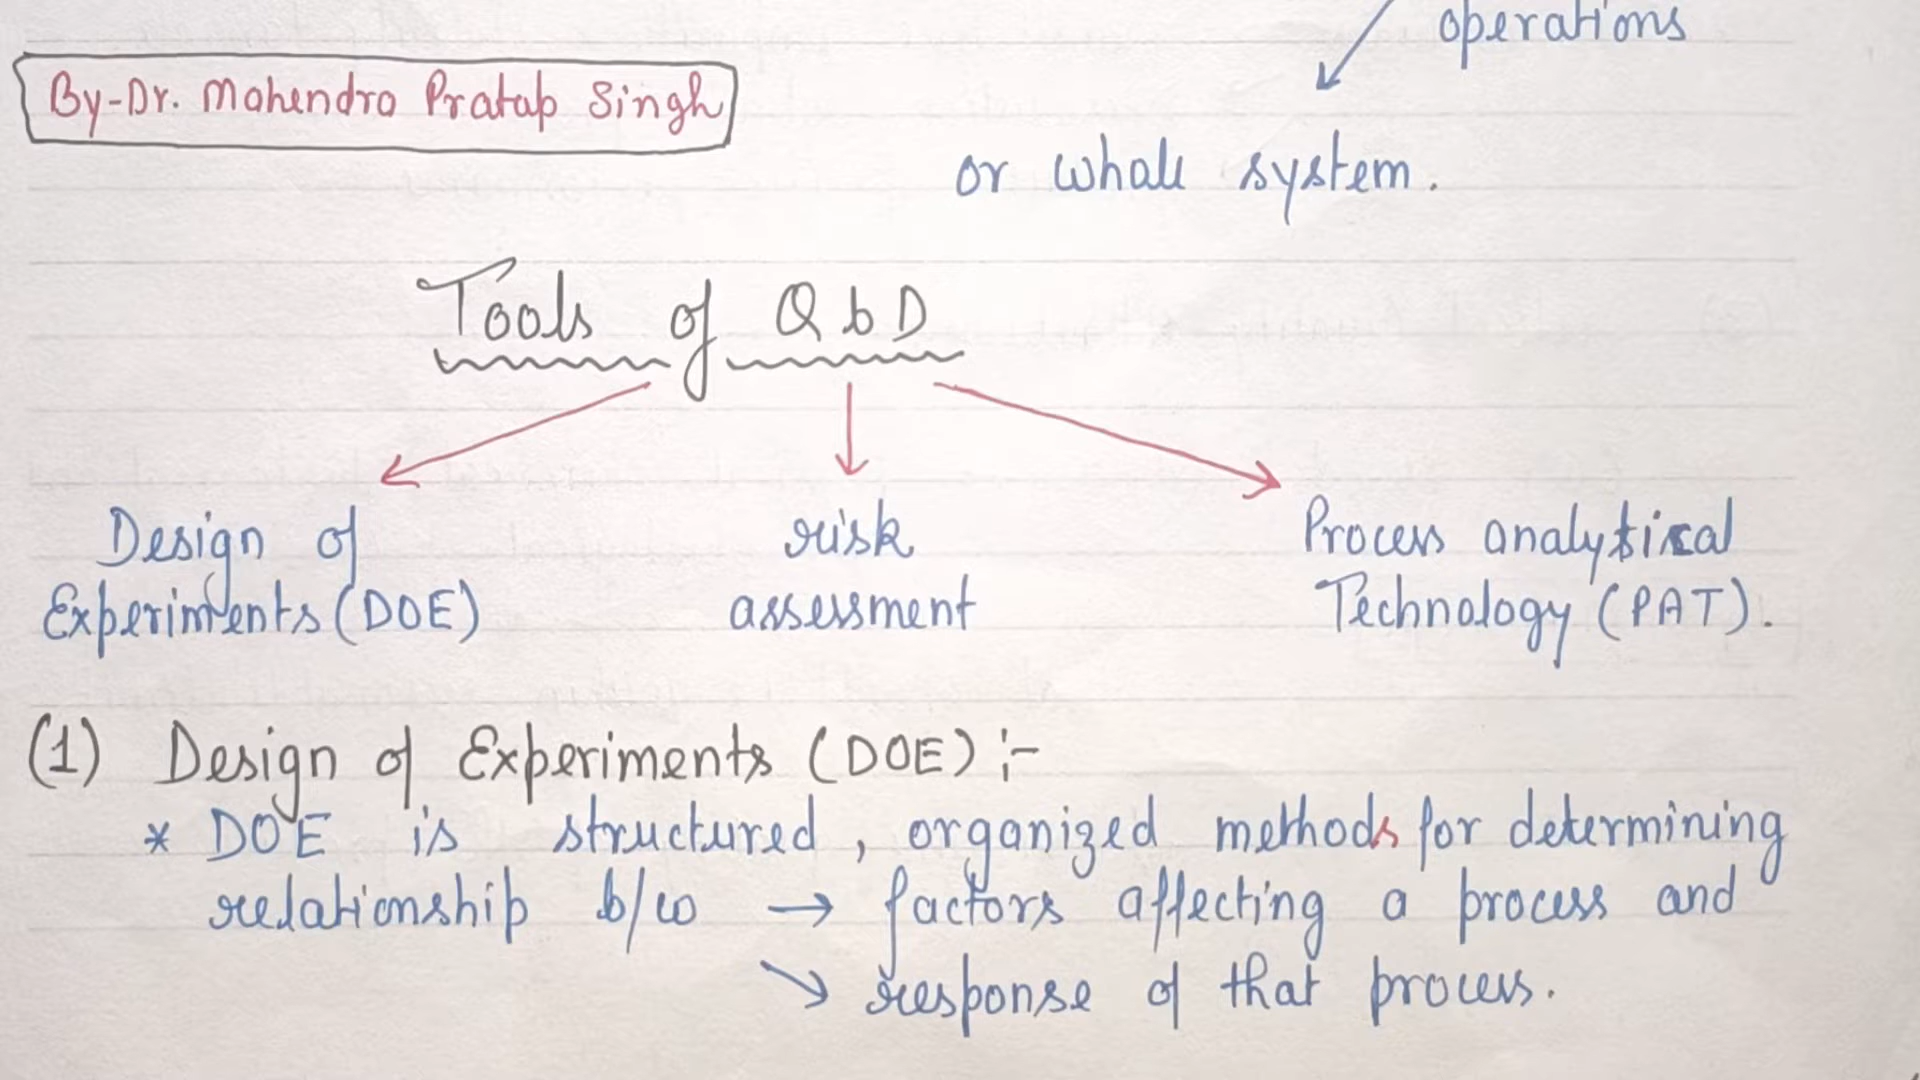 operations
By-Dr. Mahendra Pratap Singh
or whole system.
Tools of QbD
Design of
Experiments (DOE)
risk
assessment
Process analytical
Technology (PAT).
(1) Design of Experiments (DOE) :-
* DOE is structured, organized methods for determining
relationship b/w → factors affecting a process and
↘ response of that process.